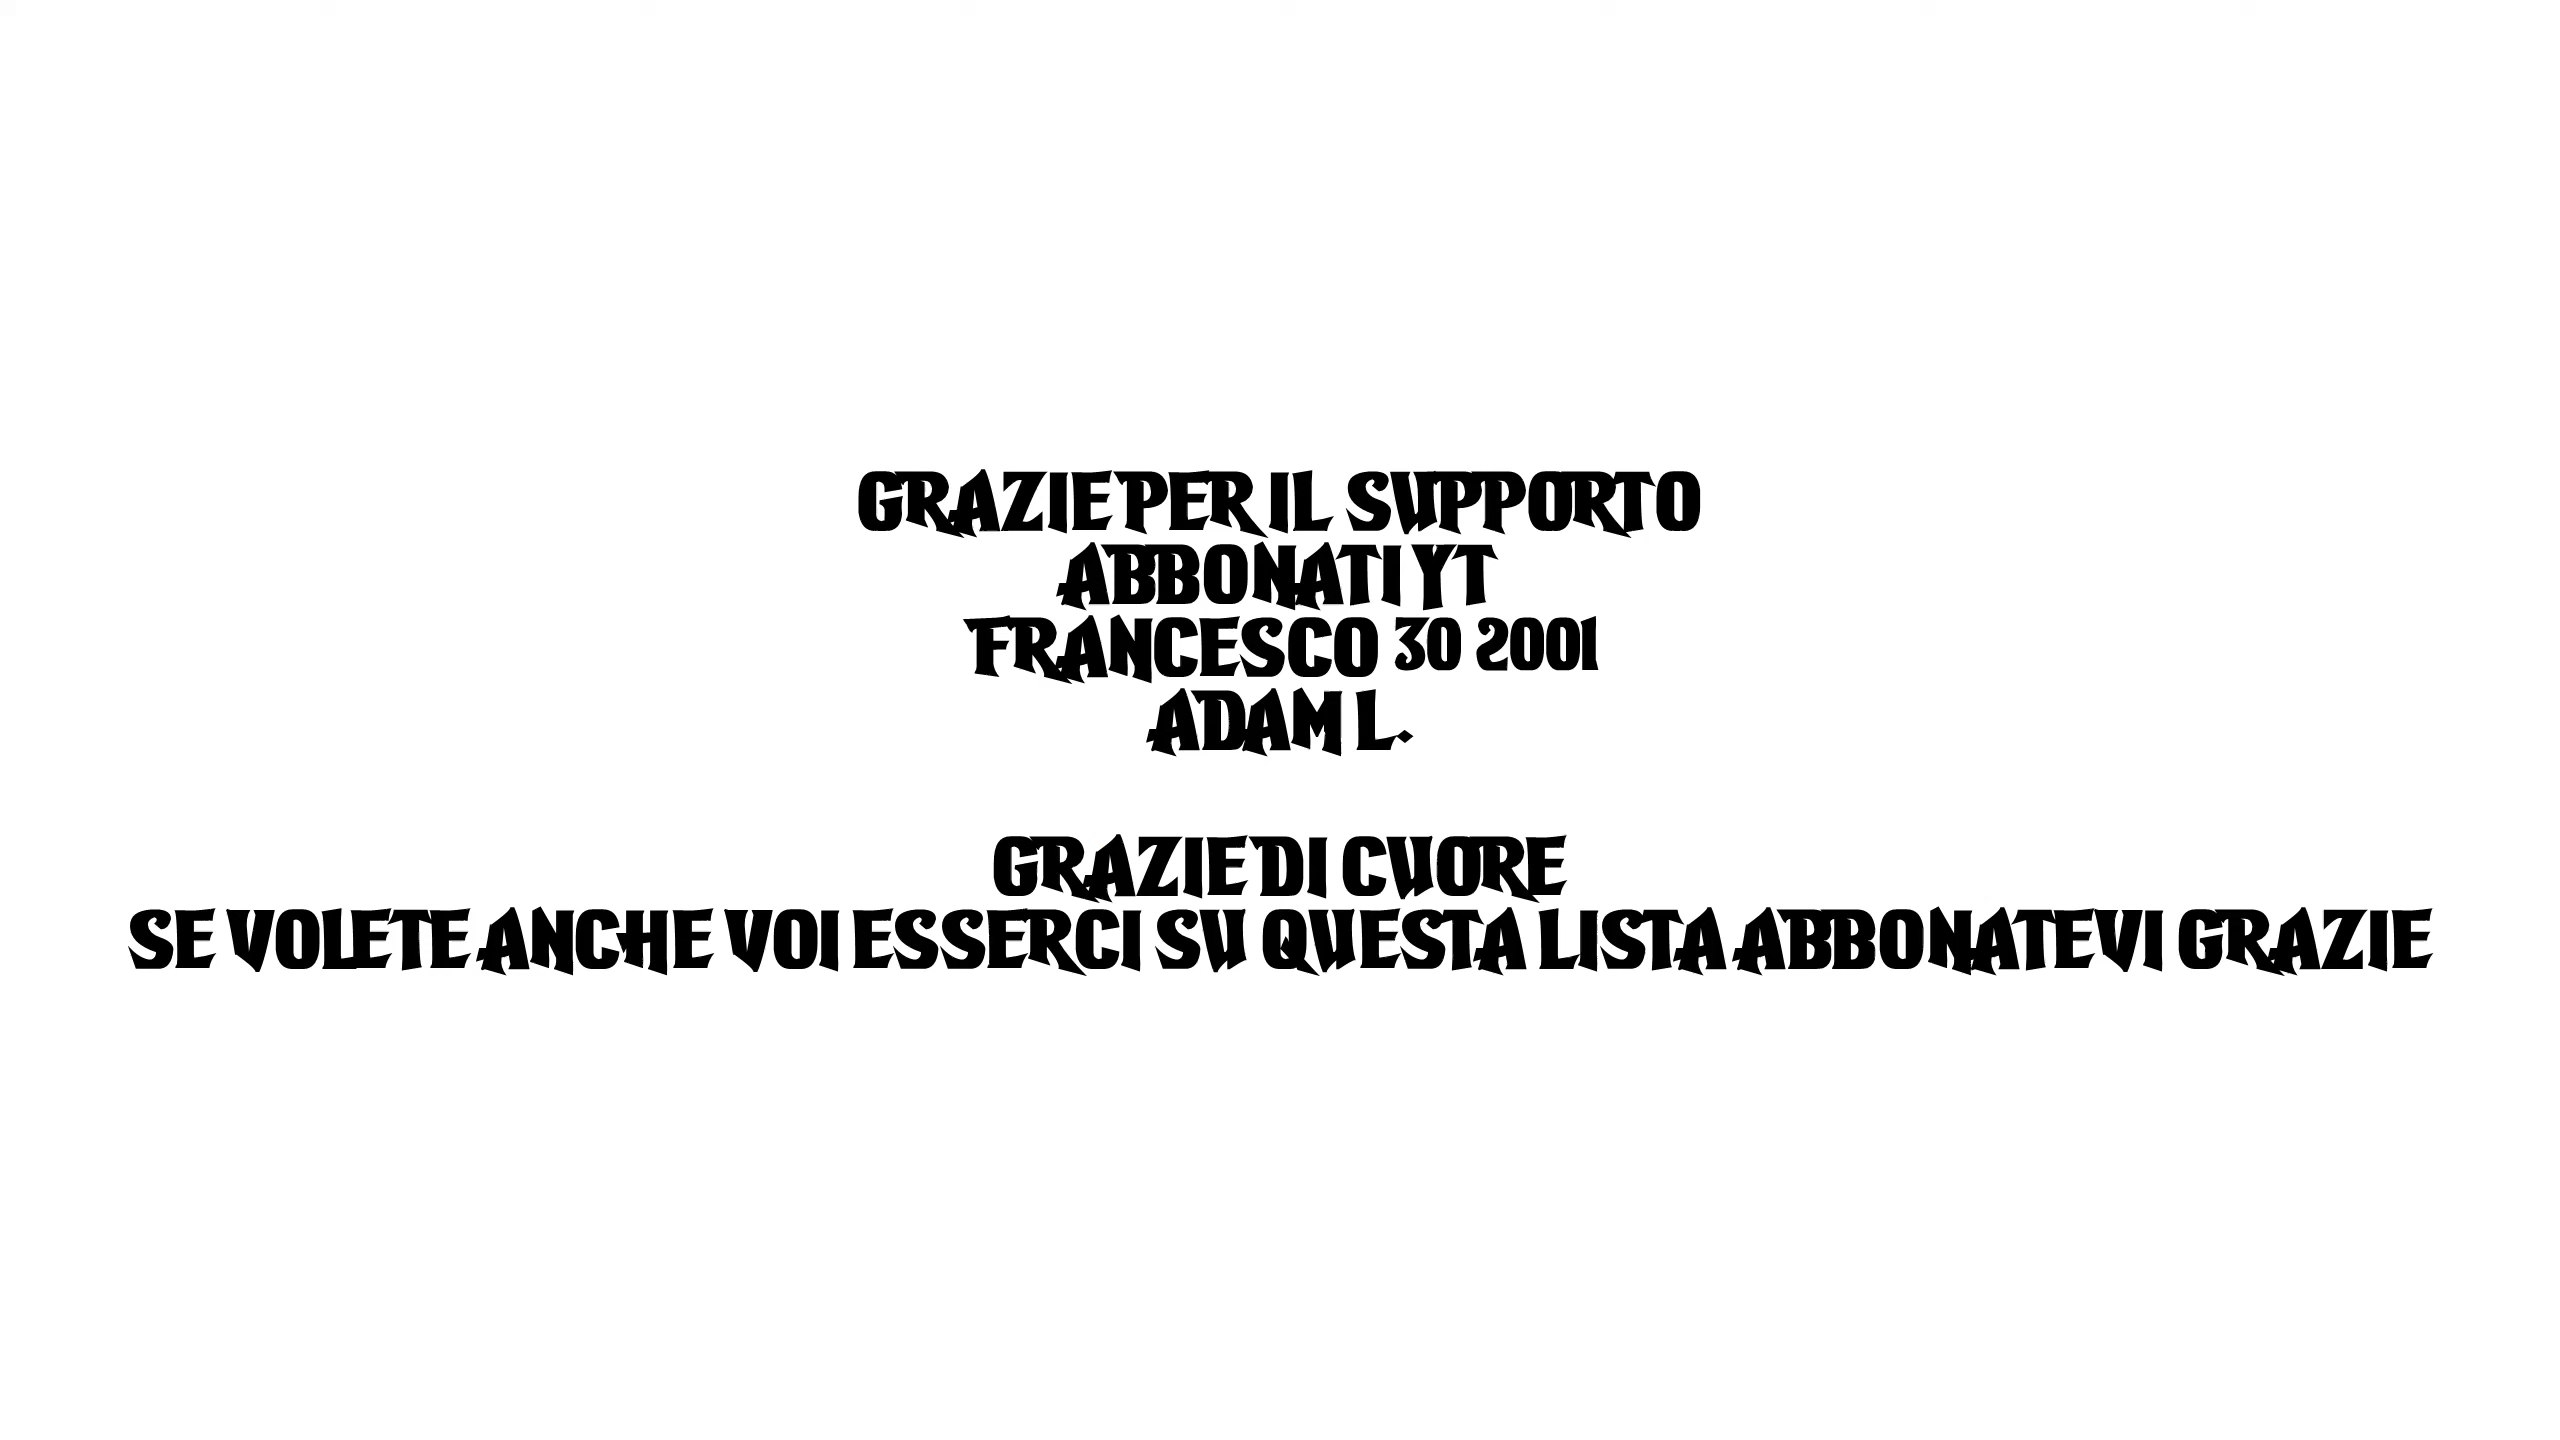 GRAZIE PER IL SUPPORTO
ABBONATI YT
FRANCESCO 30 2001
ADAM L.
GRAZIE DI CUORE
SE VOLETE ANCHE VOI ESSERCI SU QUESTA LISTA ABBONATEVI GRAZIE